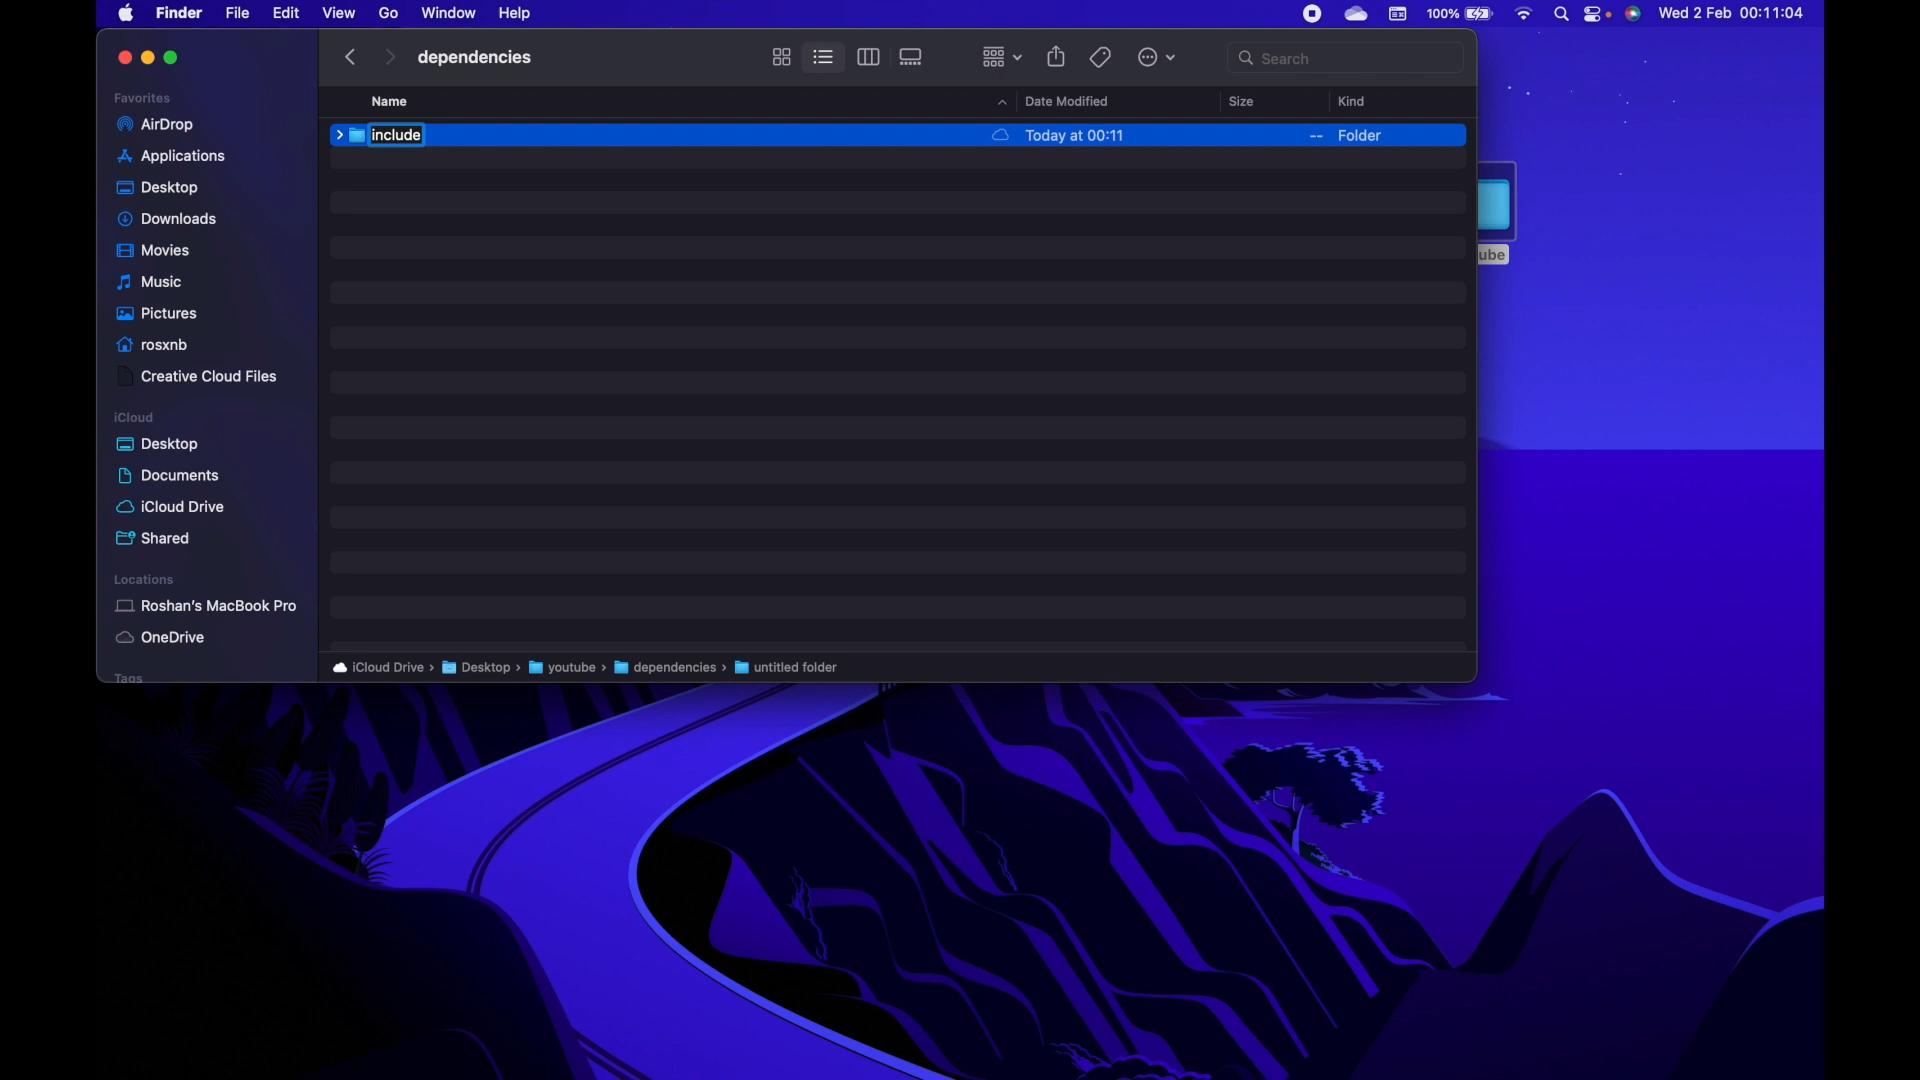 Finder File Edit View Go Window Help 100% Wed 2 Feb 00:11:04
dependencies Search
Favorites
AirDrop
Applications
Desktop
Downloads
Movies
Music
Pictures
rosxnb
Creative Cloud Files
iCloud
Desktop
Documents
iCloud Drive
Shared
Locations
Roshan's MacBook Pro
OneDrive
Tags
Name Date Modified Size Kind
include Today at 00:11 -- Folder
iCloud Drive › Desktop › youtube › dependencies › untitled folder
ube